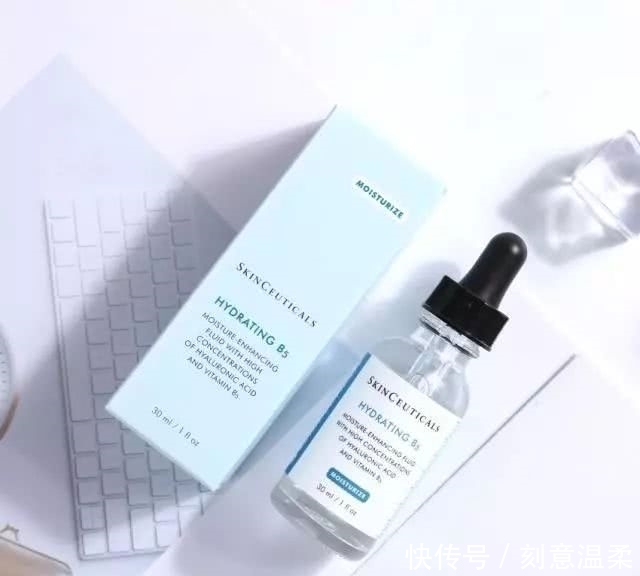 MOISTURIZE
SKINCEUTICALS
HYDRATING B5
MOISTURE-ENHANCING
FLUID WITH HIGH
CONCENTRATIONS
OF HYALURONIC ACID
AND VITAMIN B5
30 ml / 1 fl oz
SKINCEUTICALS
HYDRATING B5
MOISTURE-ENHANCING FLUID
WITH HIGH CONCENTRATIONS
OF HYALURONIC ACID
AND VITAMIN B5
MOISTURIZE
30 ml / 1 fl oz
快传号 / 刻意温柔